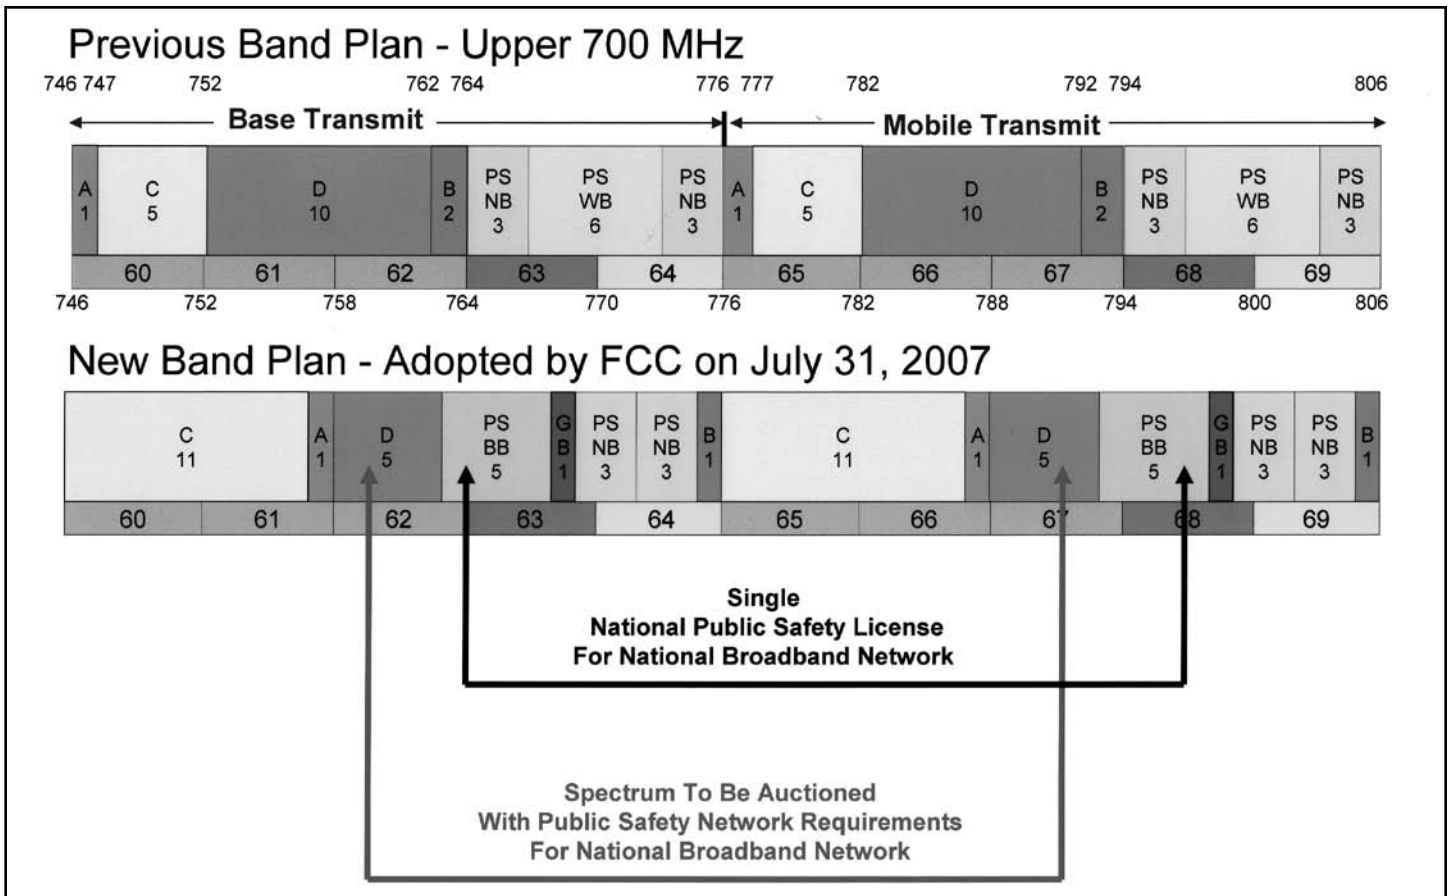 Previous Band Plan - Upper 700 MHz
746 747 752 762 764 776 777 782 792 794 806
Base Transmit Mobile Transmit
A C D B PS PS PS A C D B PS PS PS
1 5 10 2 NB WB NB 1 5 10 2 NB WB NB
3 6 3 3 6 3
60 61 62 63 64 65 66 67 68 69
746 752 758 764 770 776 782 788 794 800 806
New Band Plan - Adopted by FCC on July 31, 2007
C A D PS G PS PS B C A D PS G PS PS B
11 1 5 BB B NB NB 1 11 1 5 BB B NB NB 1
5 1 3 3 5 1 3 3
60 61 62 63 64 65 66 67 68 69
Single
National Public Safety License
For National Broadband Network
Spectrum To Be Auctioned
With Public Safety Network Requirements
For National Broadband Network